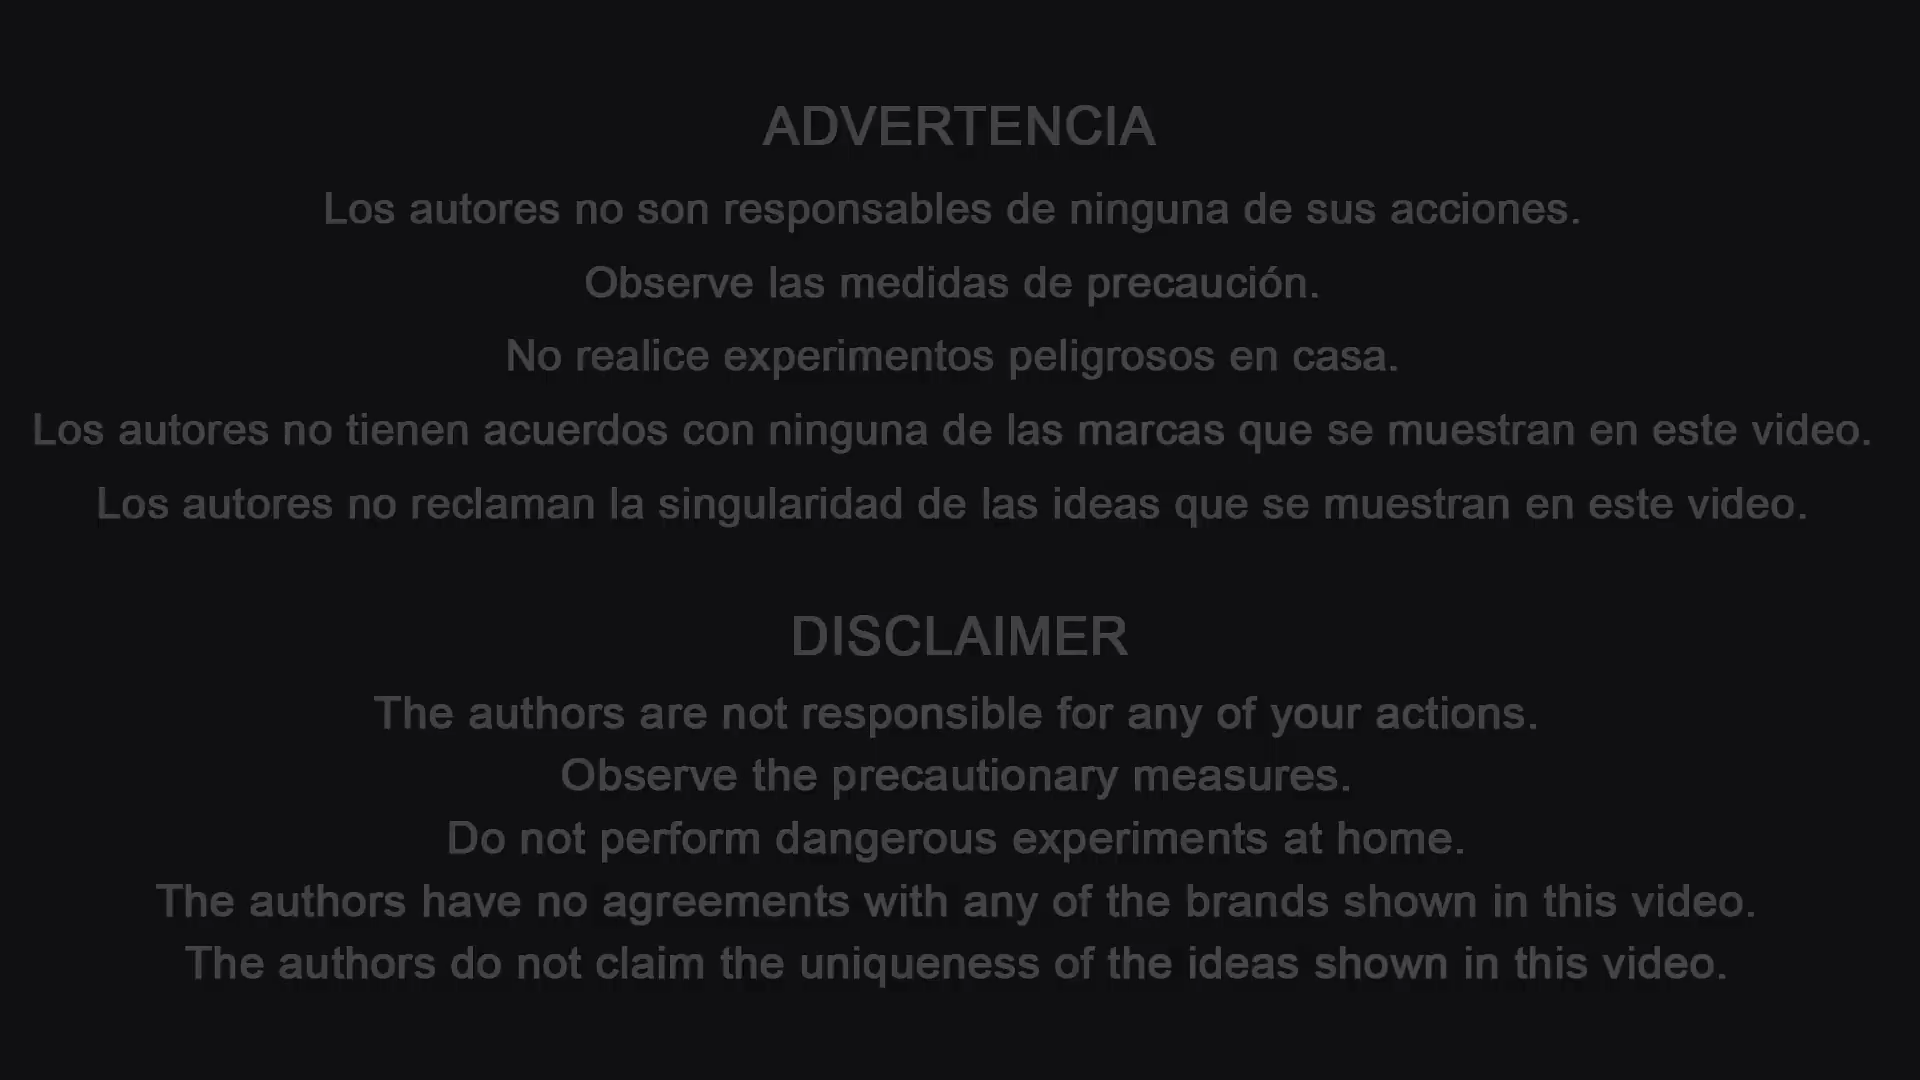 ADVERTENCIA
Los autores no son responsables de ninguna de sus acciones.
Observe las medidas de precaución.
No realice experimentos peligrosos en casa.
Los autores no tienen acuerdos con ninguna de las marcas que se muestran en este video.
Los autores no reclaman la singularidad de las ideas que se muestran en este video.
DISCLAIMER
The authors are not responsible for any of your actions.
Observe the precautionary measures.
Do not perform dangerous experiments at home.
The authors have no agreements with any of the brands shown in this video.
The authors do not claim the uniqueness of the ideas shown in this video.